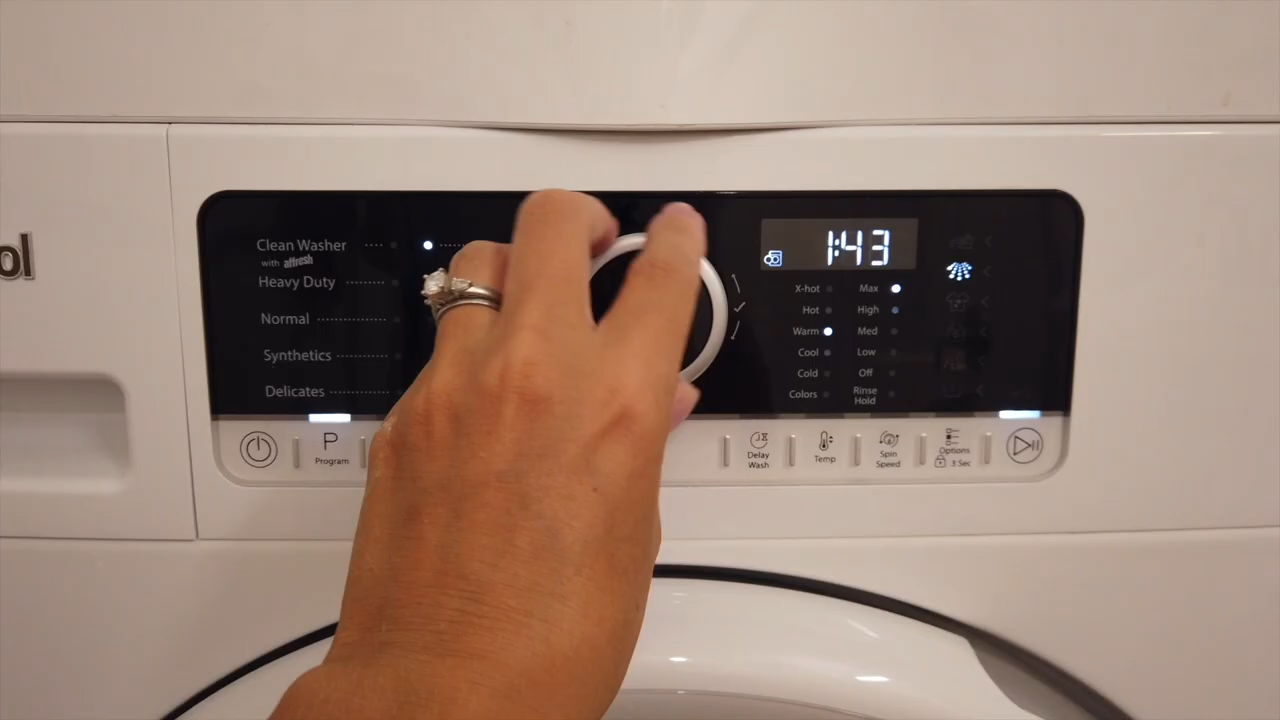 ol
Clean Washer
with affresh
Heavy Duty
Normal
Synthetics
Delicates
1:43
X-hot
Max
Hot
High
Warm
Med
Cool
Low
Cold
Off
Colors
Rinse
Hold
P
Program
Delay
Wash
Temp
Spin
Speed
Options
3 Sec